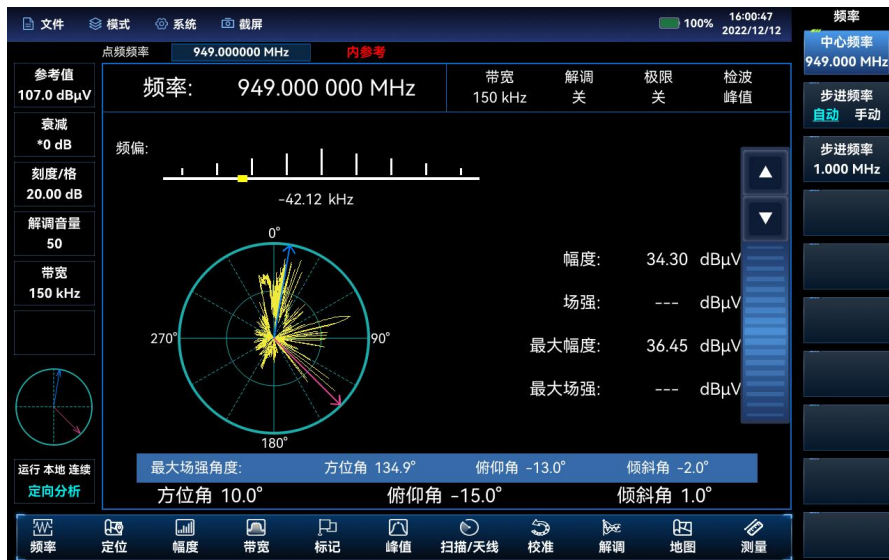 文件 模式 系统 截屏 100% 16:00:47
2022/12/12
频率
点频频率 949.000000 MHz 内参考
中心频率
949.000 MHz
参考值
107.0 dBμV
频率: 949.000 000 MHz
带宽 解调 极限 检波
150 kHz 关 关 峰值
步进频率
自动 手动
衰减
*0 dB
频偏:
步进频率
1.000 MHz
刻度/格
20.00 dB
-42.12 kHz
解调音量
50
0°
幅度: 34.30 dBμV
带宽
150 kHz
场强: --- dBμV
270° 90°
最大幅度: 36.45 dBμV
最大场强: --- dBμV
180°
运行 本地 连续
定向分析
最大场强角度: 方位角 134.9° 俯仰角 -13.0° 倾斜角 -2.0°
方位角 10.0° 俯仰角 -15.0° 倾斜角 1.0°
频率 定位 幅度 带宽 标记 峰值 扫描/天线 校准 解调 地图 测量